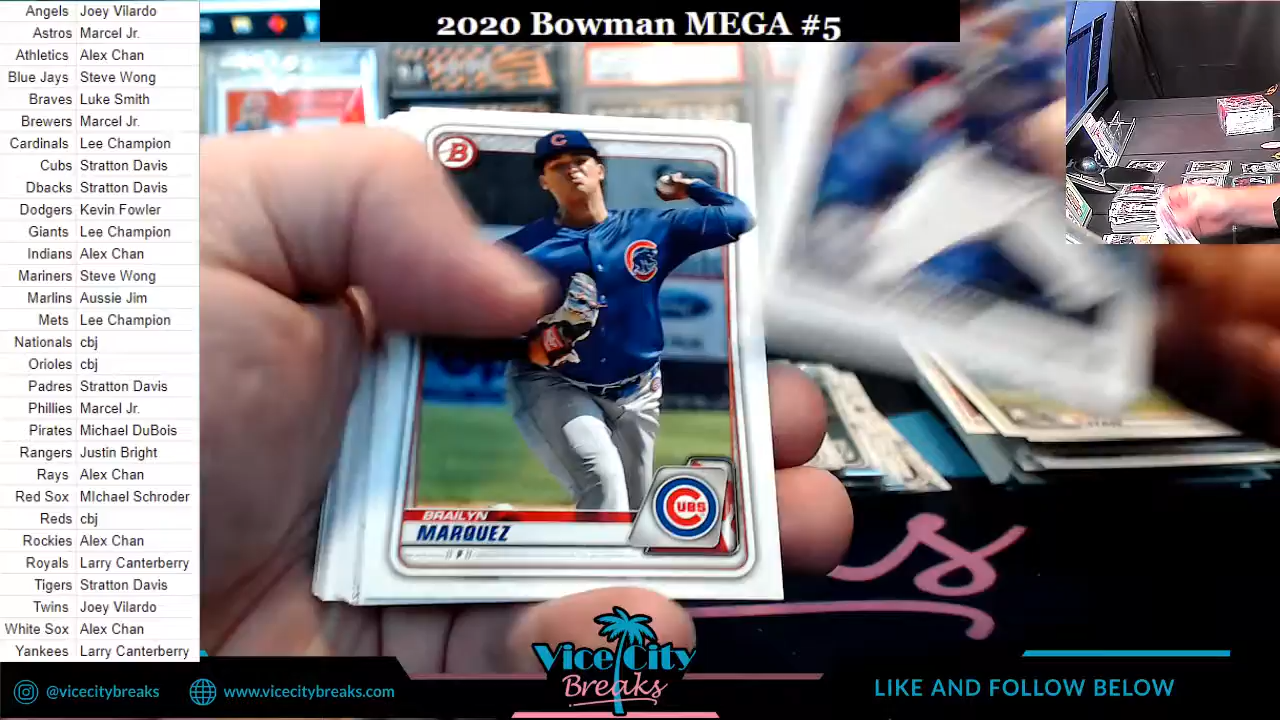 2020 Bowman MEGA #5
Angels Joey Vilardo
Astros Marcel Jr.
Athletics Alex Chan
Blue Jays Steve Wong
Braves Luke Smith
Brewers Marcel Jr.
Cardinals Lee Champion
Cubs Stratton Davis
Dbacks Stratton Davis
Dodgers Kevin Fowler
Giants Lee Champion
Indians Alex Chan
Mariners Steve Wong
Marlins Aussie Jim
Mets Lee Champion
Nationals cbj
Orioles cbj
Padres Stratton Davis
Phillies Marcel Jr.
Pirates Michael DuBois
Rangers Justin Bright
Rays Alex Chan
Red Sox MIchael Schroder
Reds cbj
Rockies Alex Chan
Royals Larry Canterberry
Tigers Stratton Davis
Twins Joey Vilardo
White Sox Alex Chan
Yankees Larry Canterberry
B
C
BRAILYN
MARQUEZ
CUBS
@vicecitybreaks
www.vicecitybreaks.com
Vice City
Breaks
LIKE AND FOLLOW BELOW